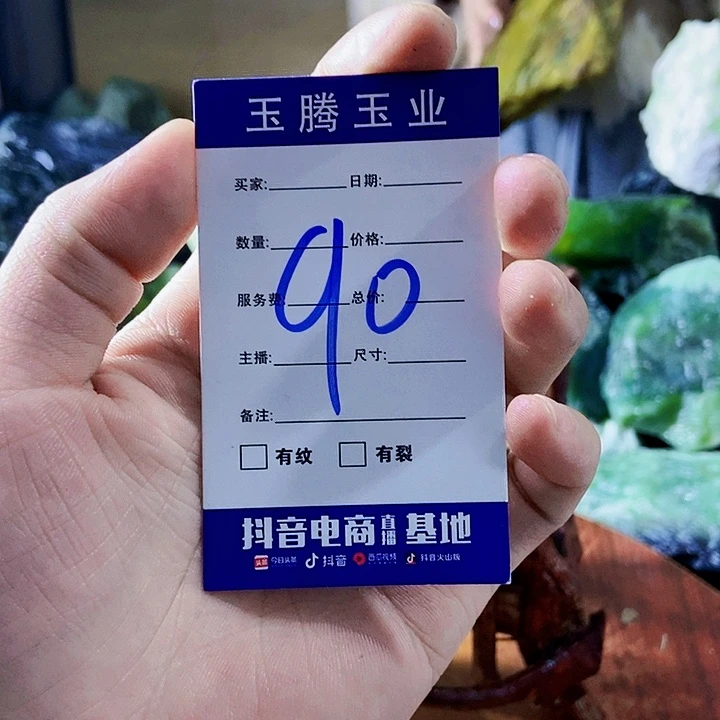 玉腾玉业
买家: 日期:
数量: 价格:
90
服务费: 总价:
主播: 尺寸:
备注:
有纹 有裂
抖音电商直播基地
头条 今日头条 抖音 西瓜视频 抖音火山版